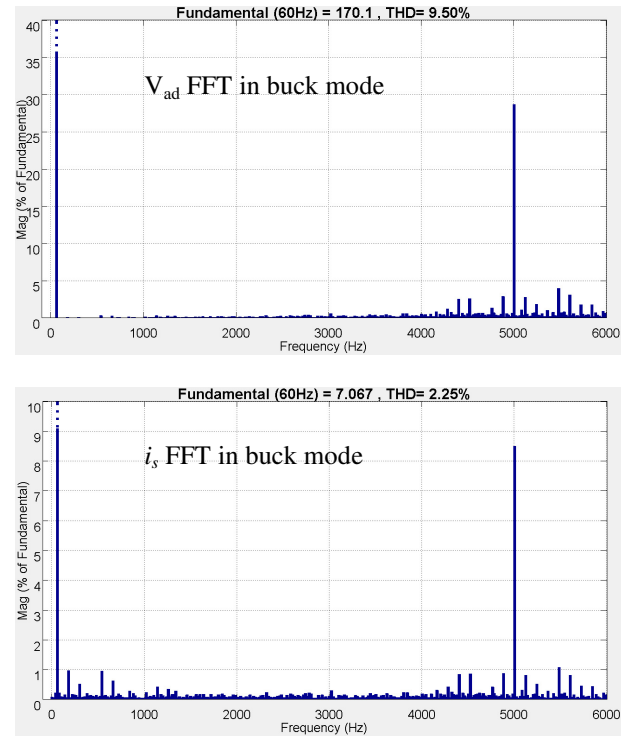 Fundamental (60Hz) = 170.1 , THD= 9.50%
V_ad FFT in buck mode
Mag (% of Fundamental)
40
35
30
25
20
15
10
5
0
0 1000 2000 3000 4000 5000 6000
Frequency (Hz)
Fundamental (60Hz) = 7.067 , THD= 2.25%
i_s FFT in buck mode
Mag (% of Fundamental)
10
9
8
7
6
5
4
3
2
1
0
0 1000 2000 3000 4000 5000 6000
Frequency (Hz)